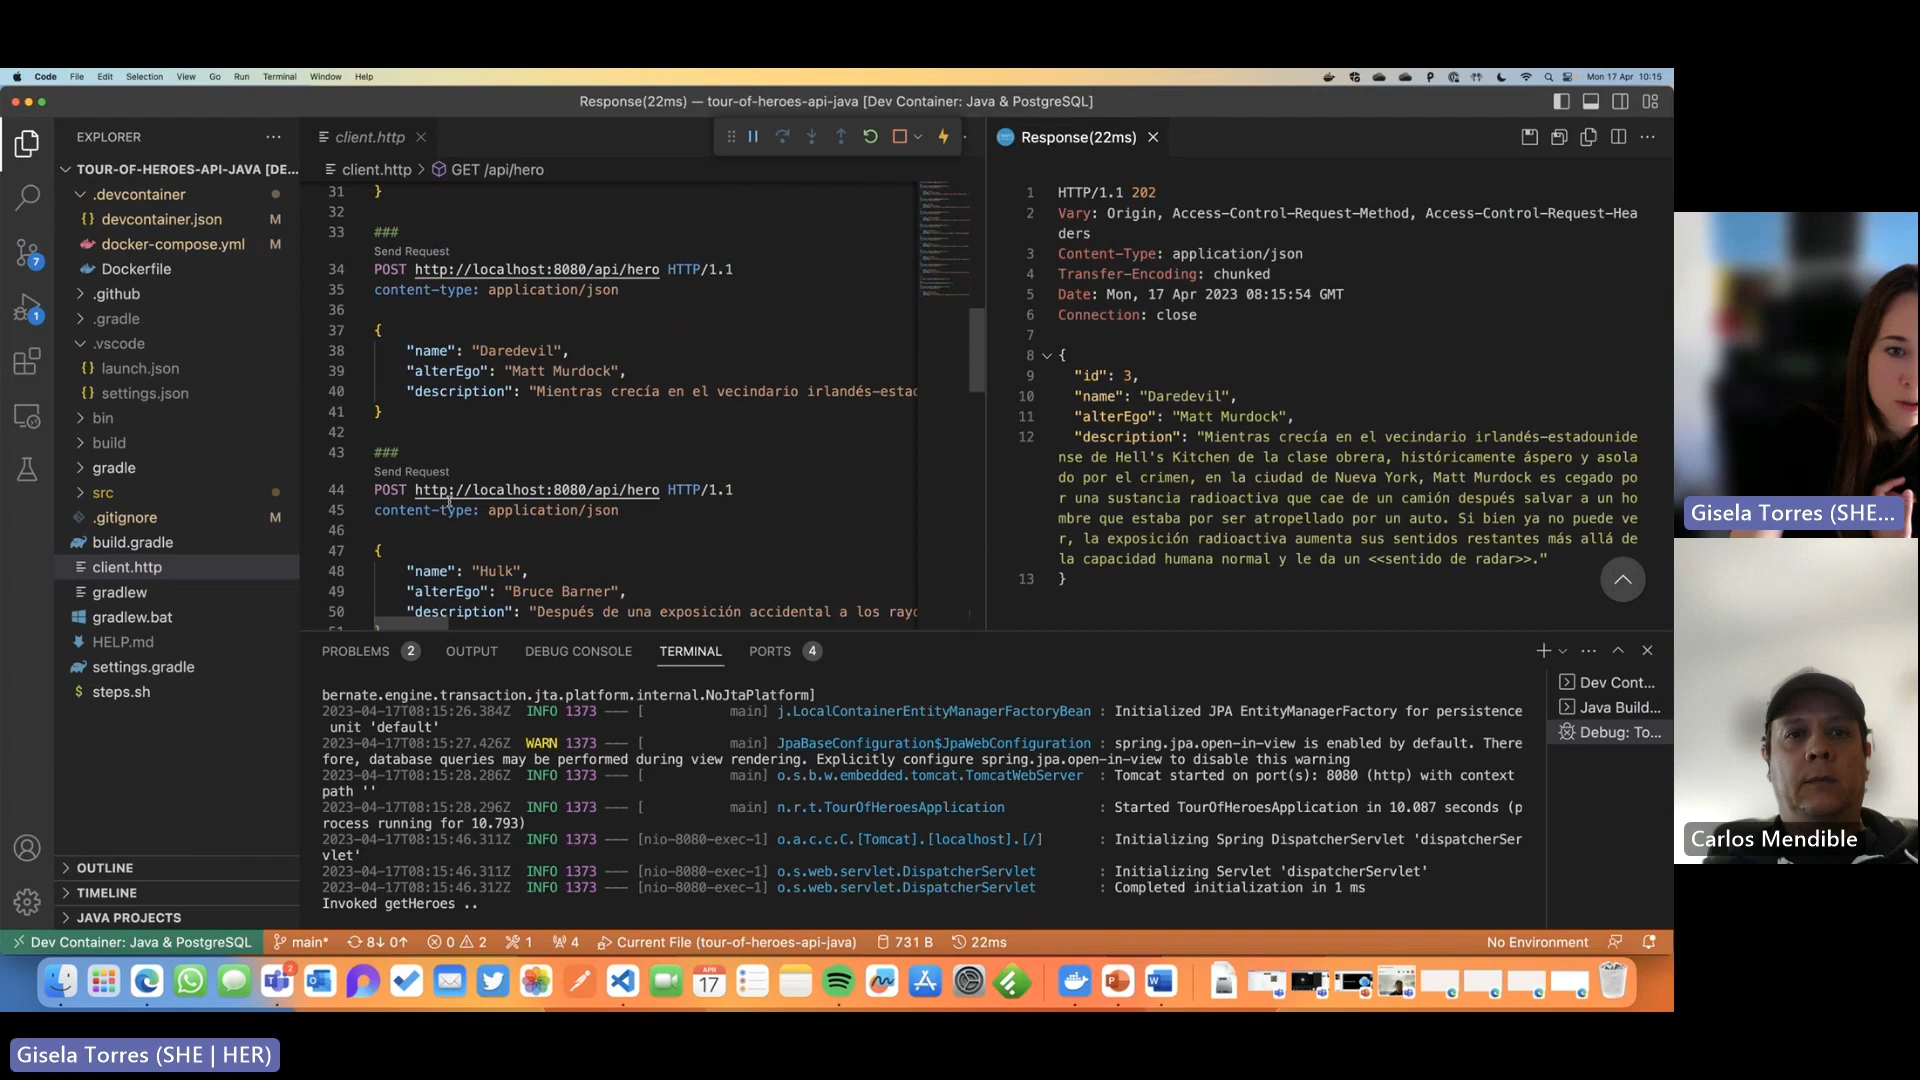 Code File Edit Selection View Go Run Terminal Window Help
Mon 17 Apr 10:15
Response(22ms) — tour-of-heroes-api-java [Dev Container: Java & PostgreSQL]
EXPLORER
TOUR-OF-HEROES-API-JAVA [DE...
.devcontainer
{} devcontainer.json M
docker-compose.yml M
Dockerfile
.github
.gradle
.vscode
{} launch.json
{} settings.json
bin
build
gradle
src
.gitignore M
build.gradle
client.http
gradlew
gradlew.bat
HELP.md
settings.gradle
$ steps.sh
OUTLINE
TIMELINE
JAVA PROJECTS
7
1
client.http
client.http > GET /api/hero
31 }
32
33 ###
Send Request
34 POST http://localhost:8080/api/hero HTTP/1.1
35 content-type: application/json
36
37 {
38 "name": "Daredevil",
39 "alterEgo": "Matt Murdock",
40 "description": "Mientras crecía en el vecindario irlandés-estad
41 }
42
43 ###
Send Request
44 POST http://localhost:8080/api/hero HTTP/1.1
45 content-type: application/json
46
47 {
48 "name": "Hulk",
49 "alterEgo": "Bruce Barner",
50 "description": "Después de una exposición accidental a los rayo
51 }
Response(22ms)
1 HTTP/1.1 202
2 Vary: Origin, Access-Control-Request-Method, Access-Control-Request-Hea
ders
3 Content-Type: application/json
4 Transfer-Encoding: chunked
5 Date: Mon, 17 Apr 2023 08:15:54 GMT
6 Connection: close
7
8 {
9 "id": 3,
10 "name": "Daredevil",
11 "alterEgo": "Matt Murdock",
12 "description": "Mientras crecía en el vecindario irlandés-estadounide
nse de Hell's Kitchen de la clase obrera, históricamente áspero y asola
do por el crimen, en la ciudad de Nueva York, Matt Murdock es cegado po
r una sustancia radioactiva que cae de un camión después salvar a un ho
mbre que estaba por ser atropellado por un auto. Si bien ya no puede ve
r, la exposición radioactiva aumenta sus sentidos restantes más allá de
la capacidad humana normal y le da un <<sentido de radar>>."
13 }
PROBLEMS 2 OUTPUT DEBUG CONSOLE TERMINAL PORTS 4
bernate.engine.transaction.jta.platform.internal.NoJtaPlatform]
2023-04-17T08:15:26.384Z INFO 1373 --- [ main] j.LocalContainerEntityManagerFactoryBean : Initialized JPA EntityManagerFactory for persistence
unit 'default'
2023-04-17T08:15:27.426Z WARN 1373 --- [ main] JpaBaseConfiguration$JpaWebConfiguration : spring.jpa.open-in-view is enabled by default. There
fore, database queries may be performed during view rendering. Explicitly configure spring.jpa.open-in-view to disable this warning
2023-04-17T08:15:28.286Z INFO 1373 --- [ main] o.s.b.w.embedded.tomcat.TomcatWebServer : Tomcat started on port(s): 8080 (http) with context
path ''
2023-04-17T08:15:28.296Z INFO 1373 --- [ main] n.r.t.TourOfHeroesApplication : Started TourOfHeroesApplication in 10.087 seconds (p
rocess running for 10.793)
2023-04-17T08:15:46.311Z INFO 1373 --- [nio-8080-exec-1] o.a.c.c.C.[Tomcat].[localhost].[/] : Initializing Spring DispatcherServlet 'dispatcherSer
vlet'
2023-04-17T08:15:46.311Z INFO 1373 --- [nio-8080-exec-1] o.s.web.servlet.DispatcherServlet : Initializing Servlet 'dispatcherServlet'
2023-04-17T08:15:46.312Z INFO 1373 --- [nio-8080-exec-1] o.s.web.servlet.DispatcherServlet : Completed initialization in 1 ms
Invoked getHeroes ..
Dev Cont...
Java Build...
Debug: To...
Dev Container: Java & PostgreSQL main* 8↓ 0↑ 0 2 1 4 Current File (tour-of-heroes-api-java) 731 B 22ms No Environment
2
APR
17
Gisela Torres (SHE...
Carlos Mendible
Gisela Torres (SHE | HER)